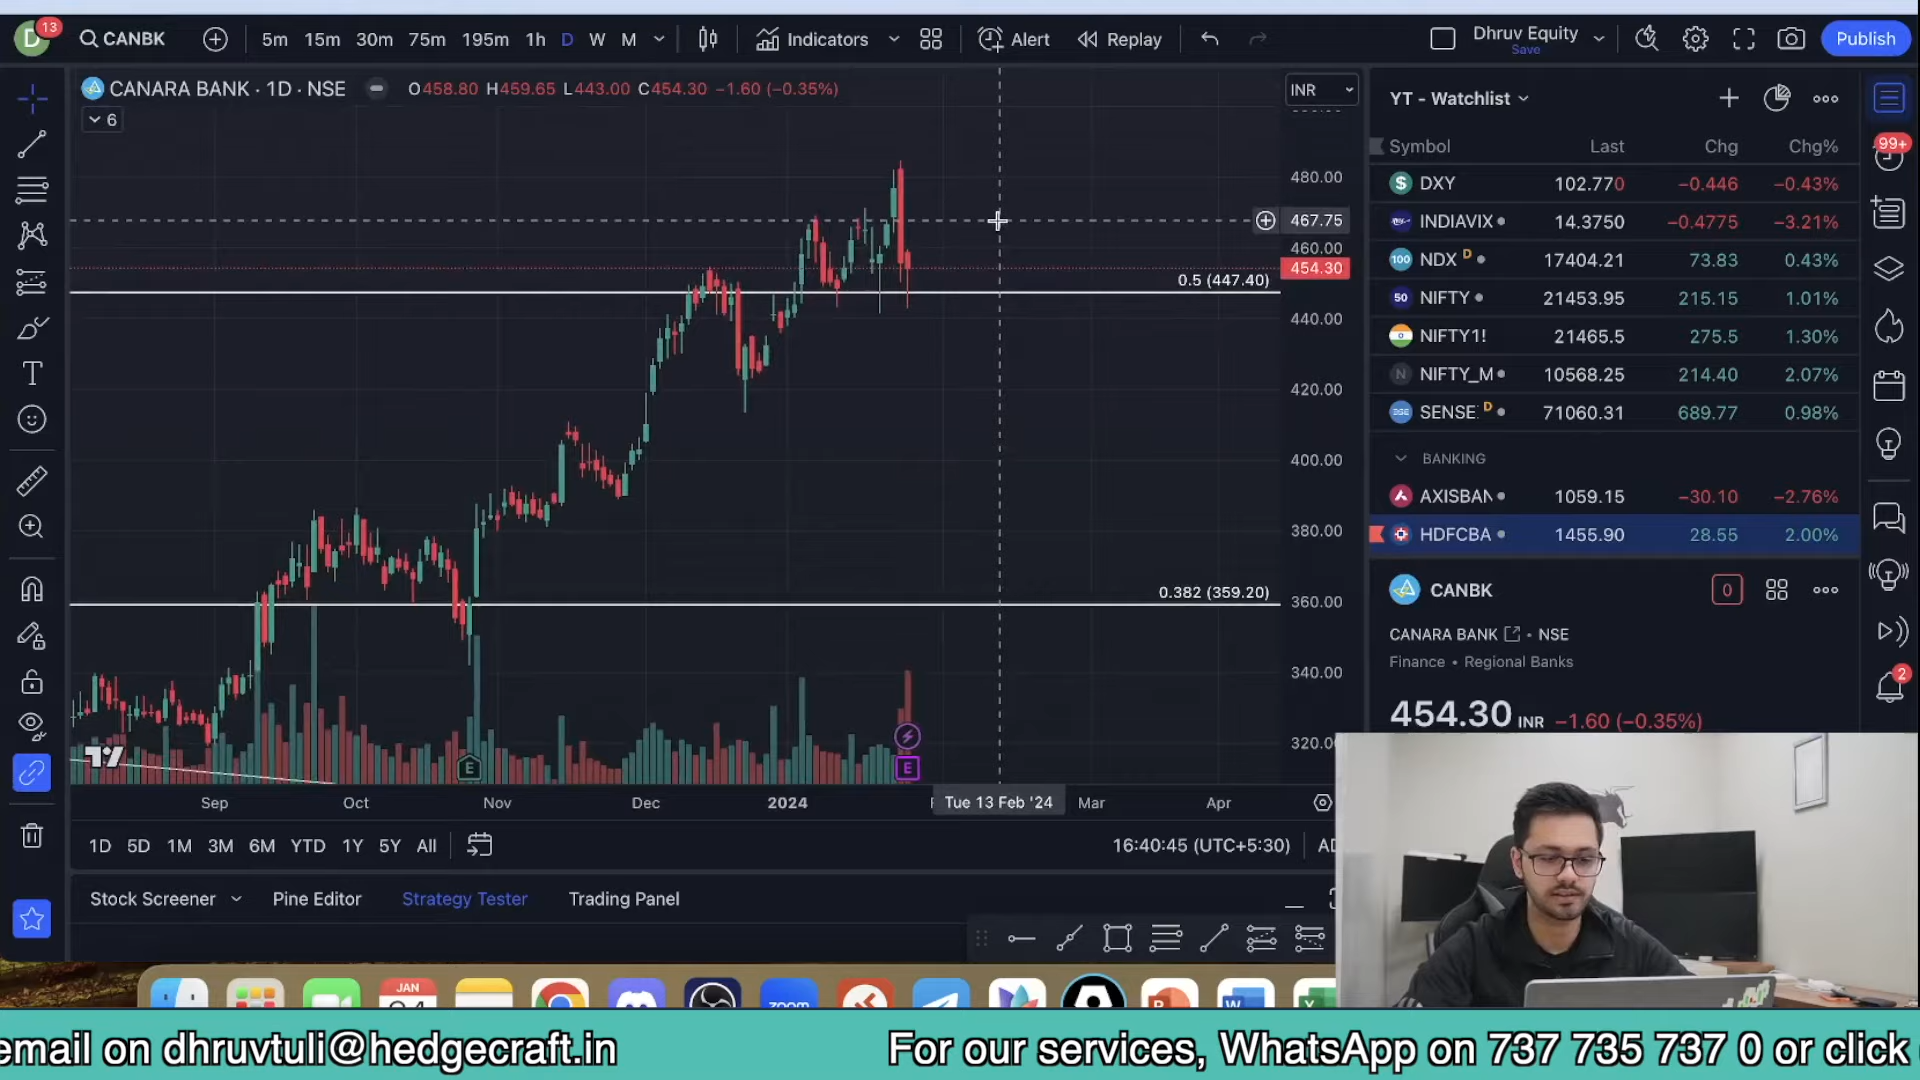 D 13 CANBK 5m 15m 30m 75m 195m 1h D W M Indicators Alert Replay Dhruv Equity Save Publish
CANARA BANK · 1D · NSE O458.80 H459.65 L443.00 C454.30 −1.60 (−0.35%) INR
6
480.00
467.75
460.00
454.30
0.5 (447.40)
440.00
420.00
400.00
380.00
0.382 (359.20)
360.00
340.00
320.00
E E
Sep Oct Nov Dec 2024 Tue 13 Feb '24 Mar Apr
1D 5D 1M 3M 6M YTD 1Y 5Y All 16:40:45 (UTC+5:30)
Stock Screener Pine Editor Strategy Tester Trading Panel
YT - Watchlist
99+
Symbol Last Chg Chg%
DXY 102.770 −0.446 −0.43%
INDIAVIX 14.3750 −0.4775 −3.21%
100 NDX D 17404.21 73.83 0.43%
50 NIFTY 21453.95 215.15 1.01%
NIFTY1! 21465.5 275.5 1.30%
N NIFTY_M 10568.25 214.40 2.07%
SENSE D 71060.31 689.77 0.98%
BANKING
AXISBAN 1059.15 −30.10 −2.76%
HDFCBA 1455.90 28.55 2.00%
CANBK 0
CANARA BANK · NSE
Finance · Regional Banks
454.30 INR −1.60 (−0.35%)
2
JAN
zoom
email on dhruvtuli@hedgecraft.in For our services, WhatsApp on 737 735 737 0 or click